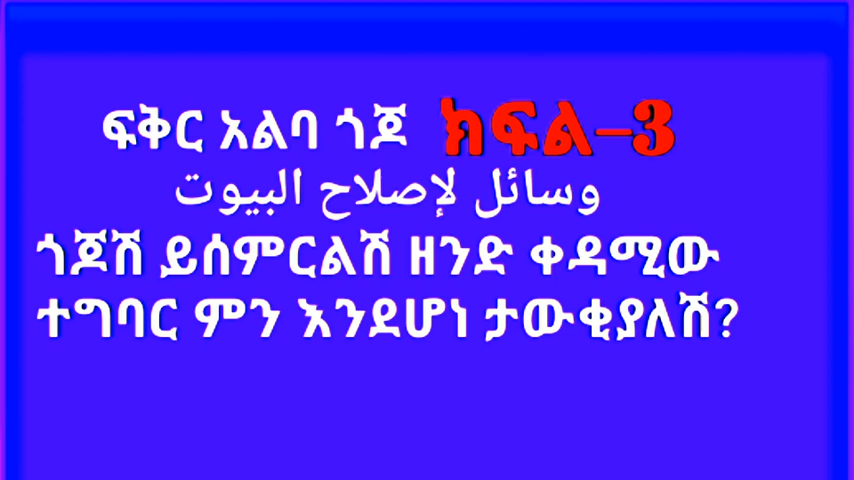 ፍቅር አልባ ጎጆ ክፍል-3
وسائل لإصلاح البيوت
ጎጆሽ ይሰምርልሽ ዘንድ ቀዳሚው
ተግባር ምን እንደሆነ ታውቂያለሽ?